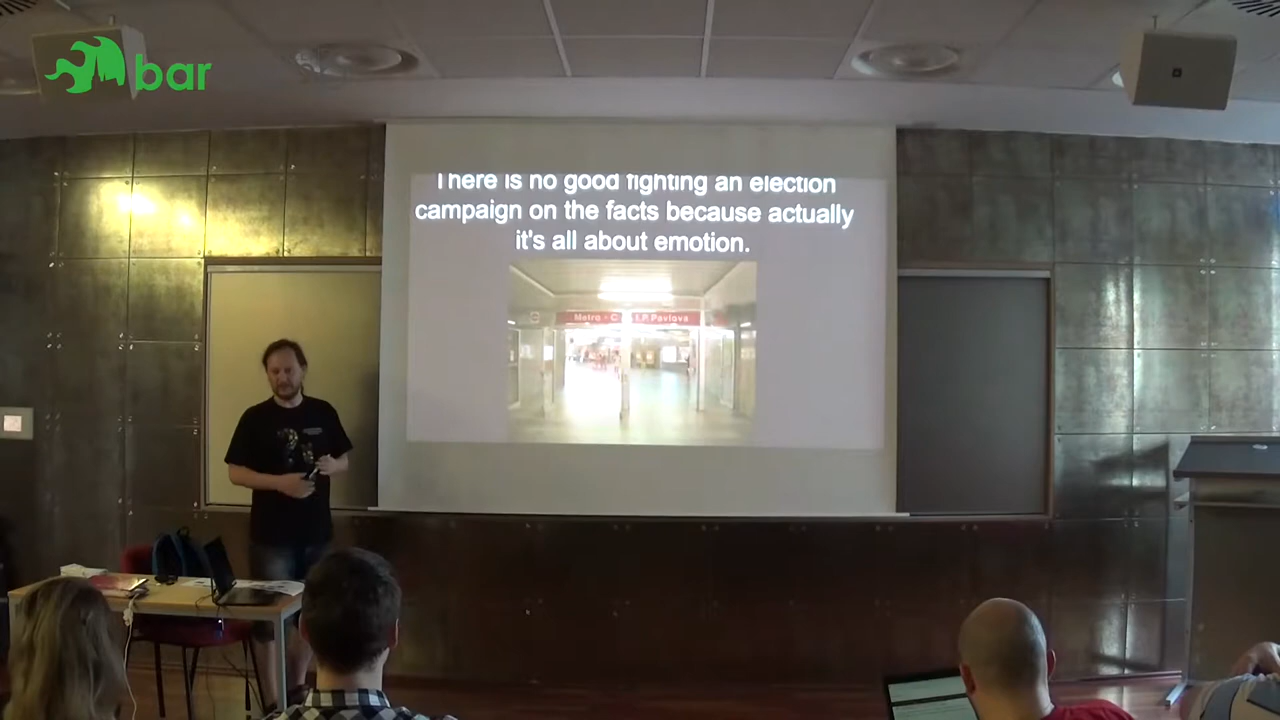 bar
There is no good fighting an election
campaign on the facts because actually
it's all about emotion.
Metro - C I.P.Pavlova